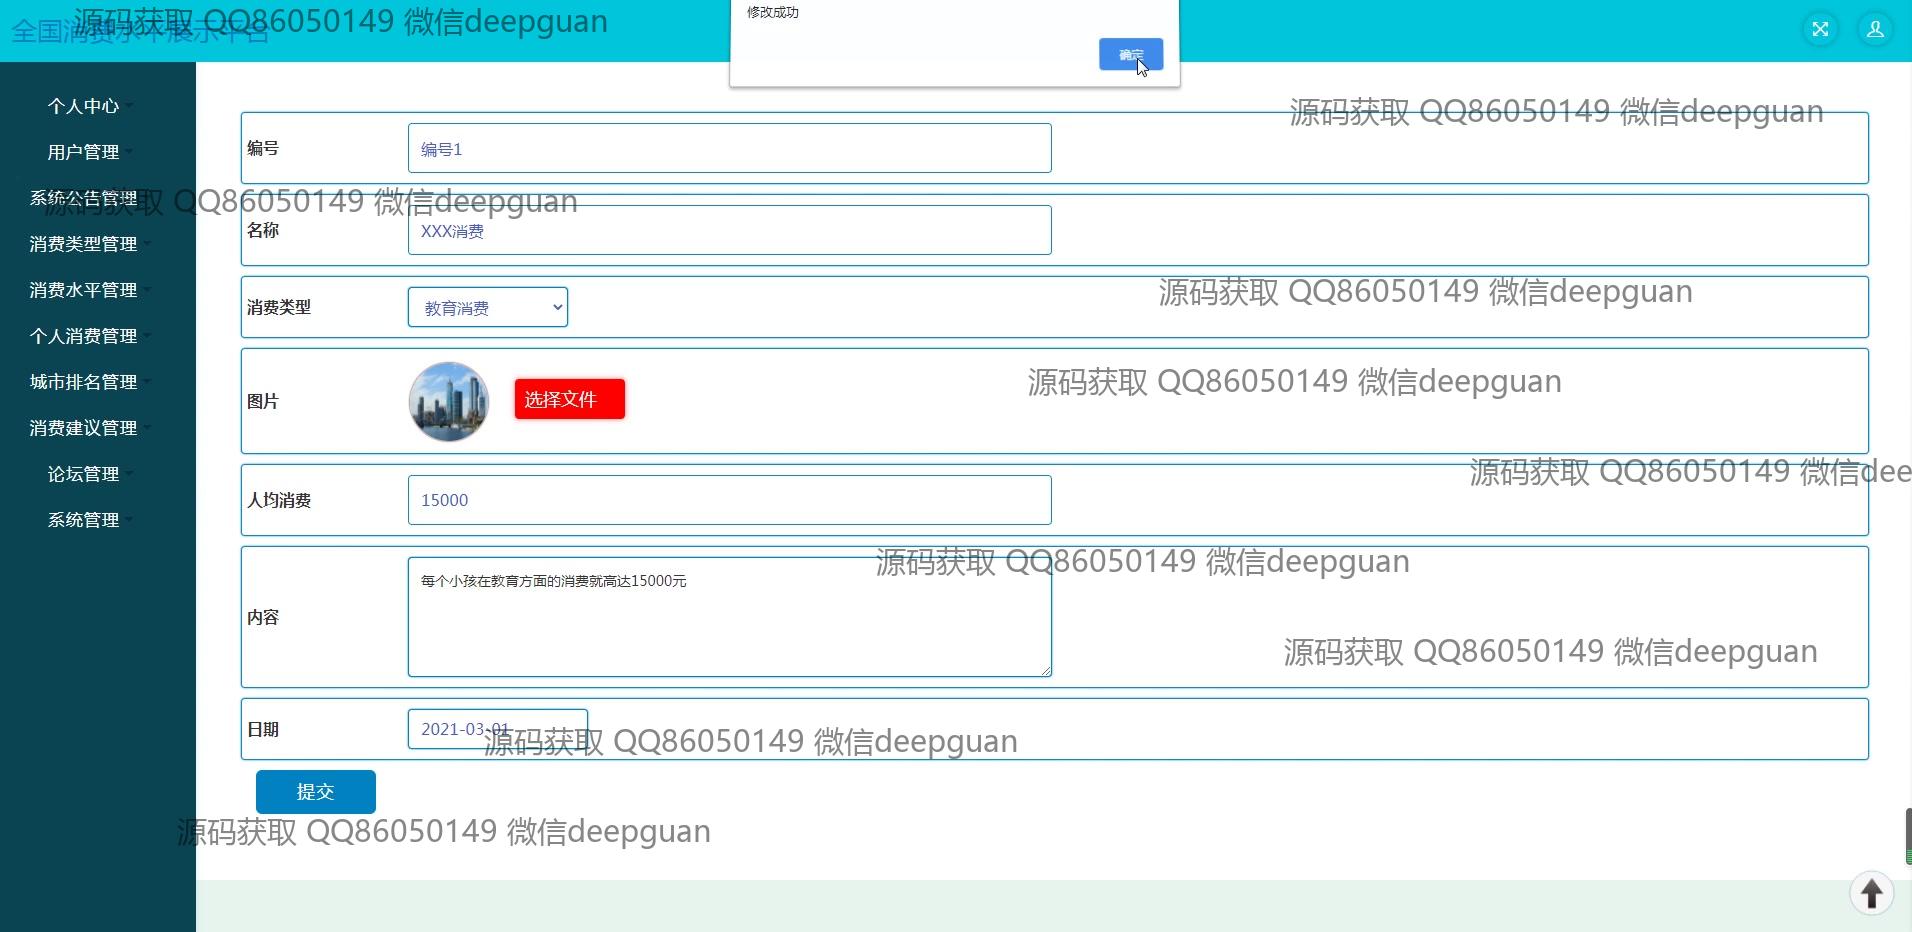 修改成功
全国消费水平展示平台
源码获取 QQ86050149 微信deepguan
确定
个人中心
用户管理
系统公告管理
消费类型管理
消费水平管理
个人消费管理
城市排名管理
消费建议管理
论坛管理
系统管理
源码获取 QQ86050149 微信deepguan
编号
编号1
源码获取 QQ86050149 微信deepguan
名称
XXX消费
消费类型
教育消费
源码获取 QQ86050149 微信deepguan
图片
选择文件
源码获取 QQ86050149 微信deepguan
源码获取 QQ86050149 微信dee
人均消费
15000
源码获取 QQ86050149 微信deepguan
内容
每个小孩在教育方面的消费就高达15000元
源码获取 QQ86050149 微信deepguan
日期
2021-03-01
源码获取 QQ86050149 微信deepguan
提交
源码获取 QQ86050149 微信deepguan